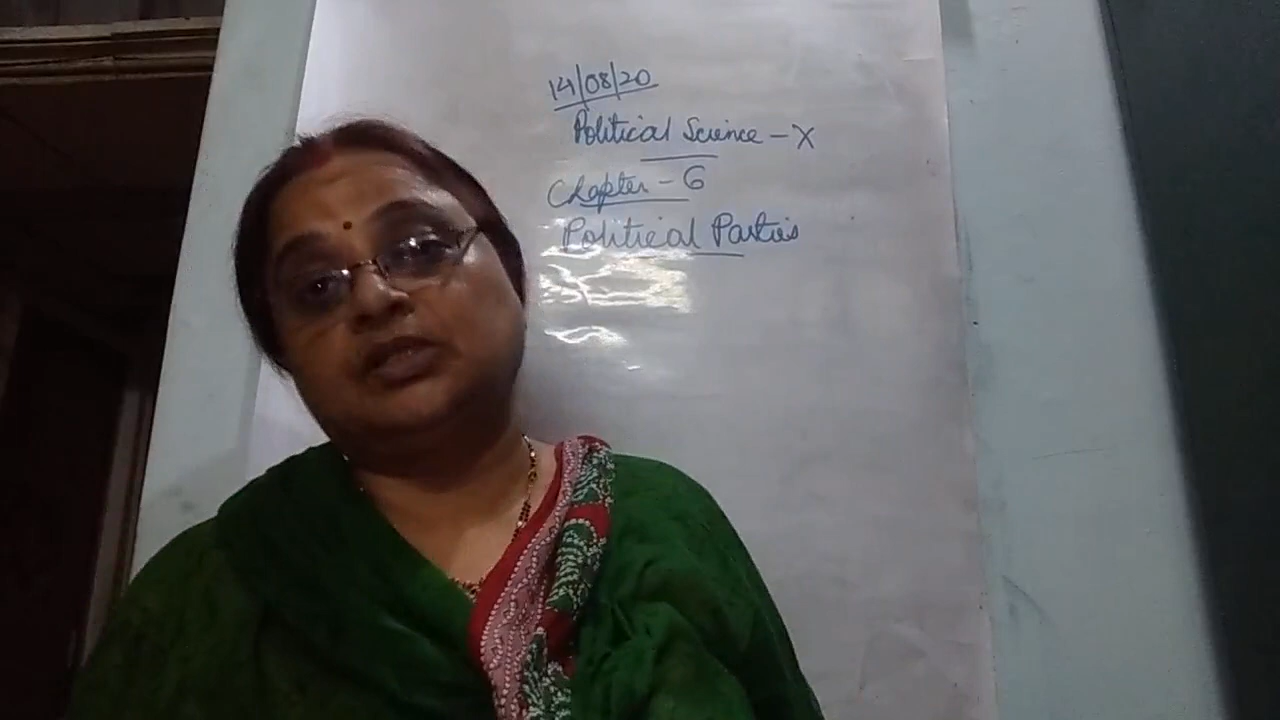 14/08/20
Political Science - X
Chapter - 6
Political Parties